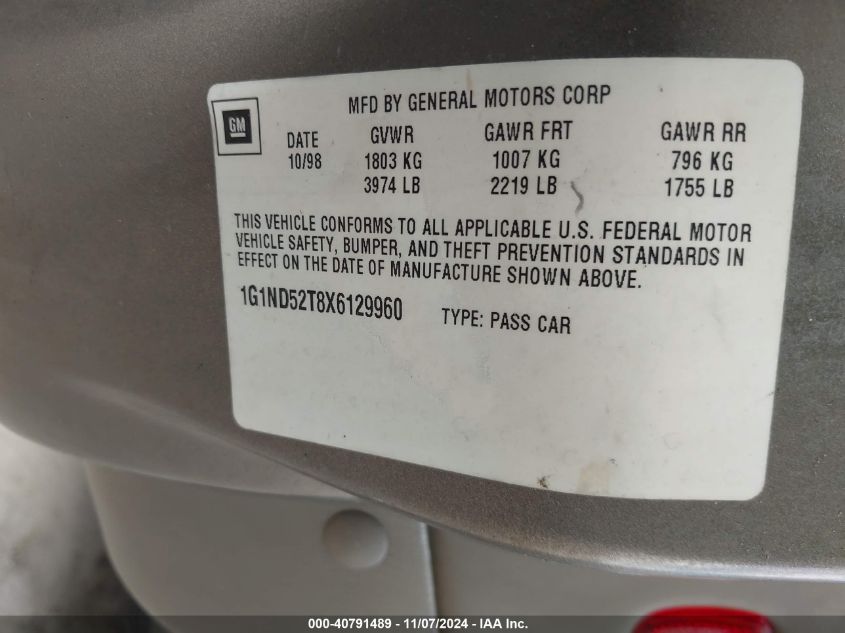 MFD BY GENERAL MOTORS CORP
GM
DATE GVWR GAWR FRT GAWR RR
10/98 1803 KG 1007 KG 796 KG
3974 LB 2219 LB 1755 LB
THIS VEHICLE CONFORMS TO ALL APPLICABLE U.S. FEDERAL MOTOR
VEHICLE SAFETY, BUMPER, AND THEFT PREVENTION STANDARDS IN
EFFECT ON THE DATE OF MANUFACTURE SHOWN ABOVE.
1G1ND52T8X6129960 TYPE: PASS CAR
000-40791489 - 11/07/2024 - IAA Inc.